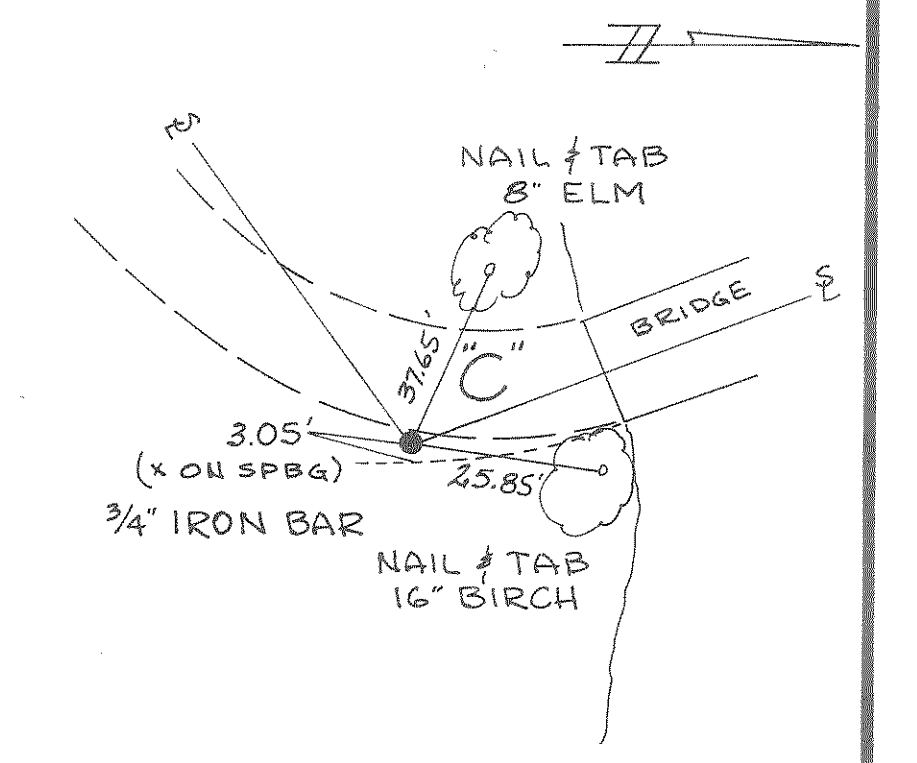 N
NAIL & TAB
8" ELM
BRIDGE
37.65'
"C"
3.05'
(X ON SPBG)
25.85'
3/4" IRON BAR
NAIL & TAB
16" BIRCH